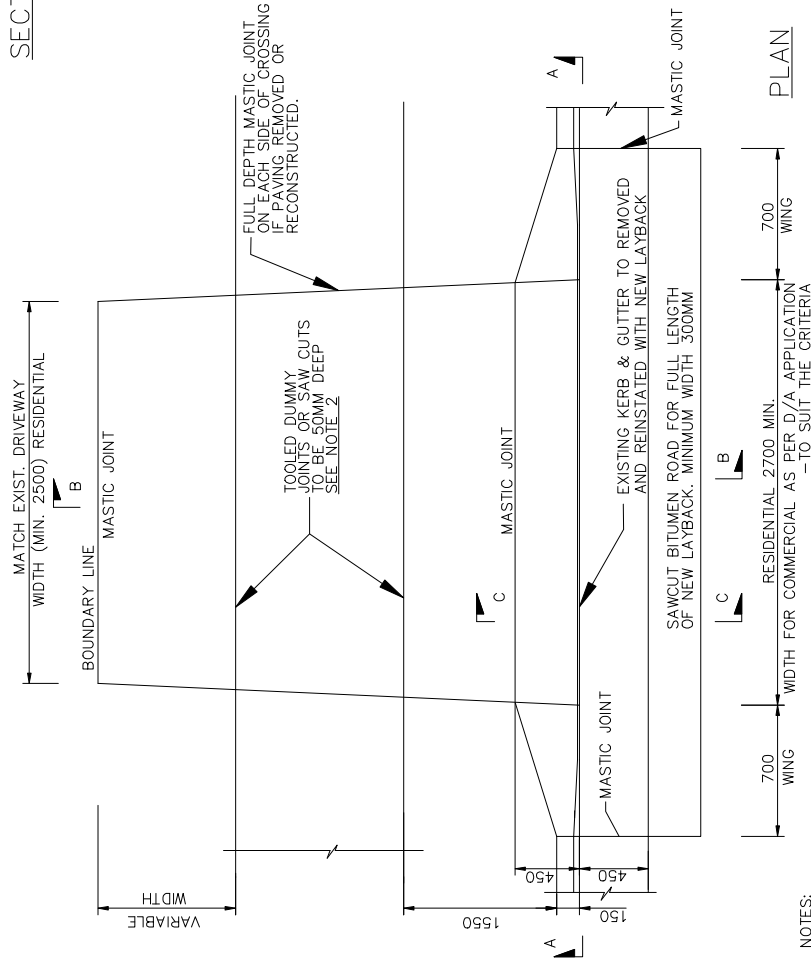 SECT
MATCH EXIST. DRIVEWAY
WIDTH (MIN. 2500) RESIDENTIAL
BOUNDARY LINE
B
MASTIC JOINT
FULL DEPTH MASTIC JOINT
ON EACH SIDE OF CROSSING
IF PAVING REMOVED OR
RECONSTRUCTED.
VARIABLE
WIDTH
TOOLED DUMMY
JOINTS OR SAW CUTS
TO BE 50MM DEEP
SEE NOTE 2
1550
C
MASTIC JOINT
A
A
450
150
450
MASTIC JOINT
EXISTING KERB & GUTTER TO REMOVED
AND REINSTATED WITH NEW LAYBACK
MASTIC JOINT
SAWCUT BITUMEN ROAD FOR FULL LENGTH
OF NEW LAYBACK. MINIMUM WIDTH 300MM
C
B
700
WING
RESIDENTIAL 2700 MIN.
WIDTH FOR COMMERCIAL AS PER D/A APPLICATION
-TO SUIT THE CRITERIA
700
WING
PLAN
NOTES: